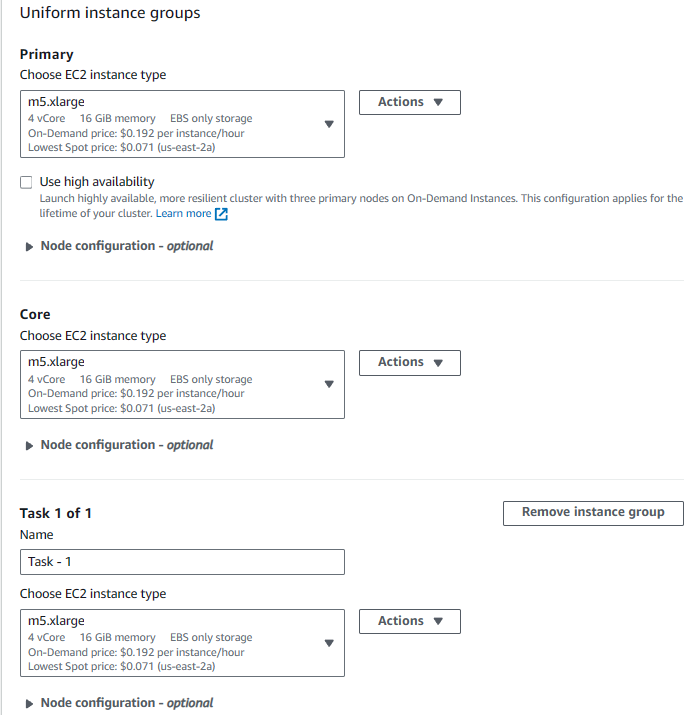 Uniform instance groups
Primary
Choose EC2 instance type
m5.xlarge
4 vCore 16 GiB memory EBS only storage
On-Demand price: $0.192 per instance/hour
Lowest Spot price: $0.071 (us-east-2a)
Actions
Use high availability
Launch highly available, more resilient cluster with three primary nodes on On-Demand Instances. This configuration applies for the
lifetime of your cluster. Learn more
Node configuration - optional
Core
Choose EC2 instance type
m5.xlarge
4 vCore 16 GiB memory EBS only storage
On-Demand price: $0.192 per instance/hour
Lowest Spot price: $0.071 (us-east-2a)
Actions
Node configuration - optional
Task 1 of 1
Remove instance group
Name
Task - 1
Choose EC2 instance type
m5.xlarge
4 vCore 16 GiB memory EBS only storage
On-Demand price: $0.192 per instance/hour
Lowest Spot price: $0.071 (us-east-2a)
Actions
Node configuration - optional